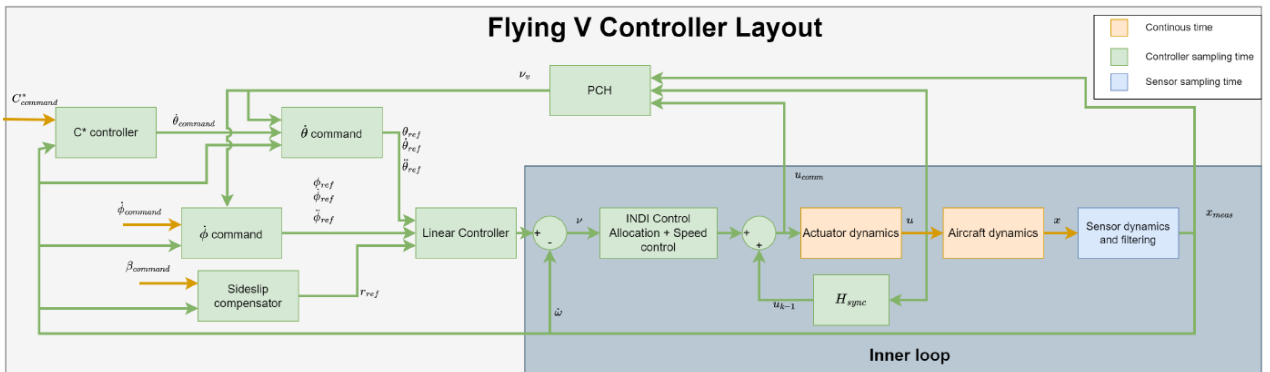 Flying V Controller Layout
Continous time
Controller sampling time
Sensor sampling time
C*command
C* controller
θ̇command
θ̇ command
νv
PCH
θref
θ̇ref
θ̈ref
ϕref
ϕ̇ref
ϕ̈ref
ϕ̇command
ϕ̇ command
βcommand
Sideslip
compensator
rref
Linear Controller
+
-
ν
INDI Control
Allocation + Speed
control
+
+
ucomm
Actuator dynamics
u
Aircraft dynamics
x
Sensor dynamics
and filtering
xmeas
Hsync
uk−1
ω̇
Inner loop